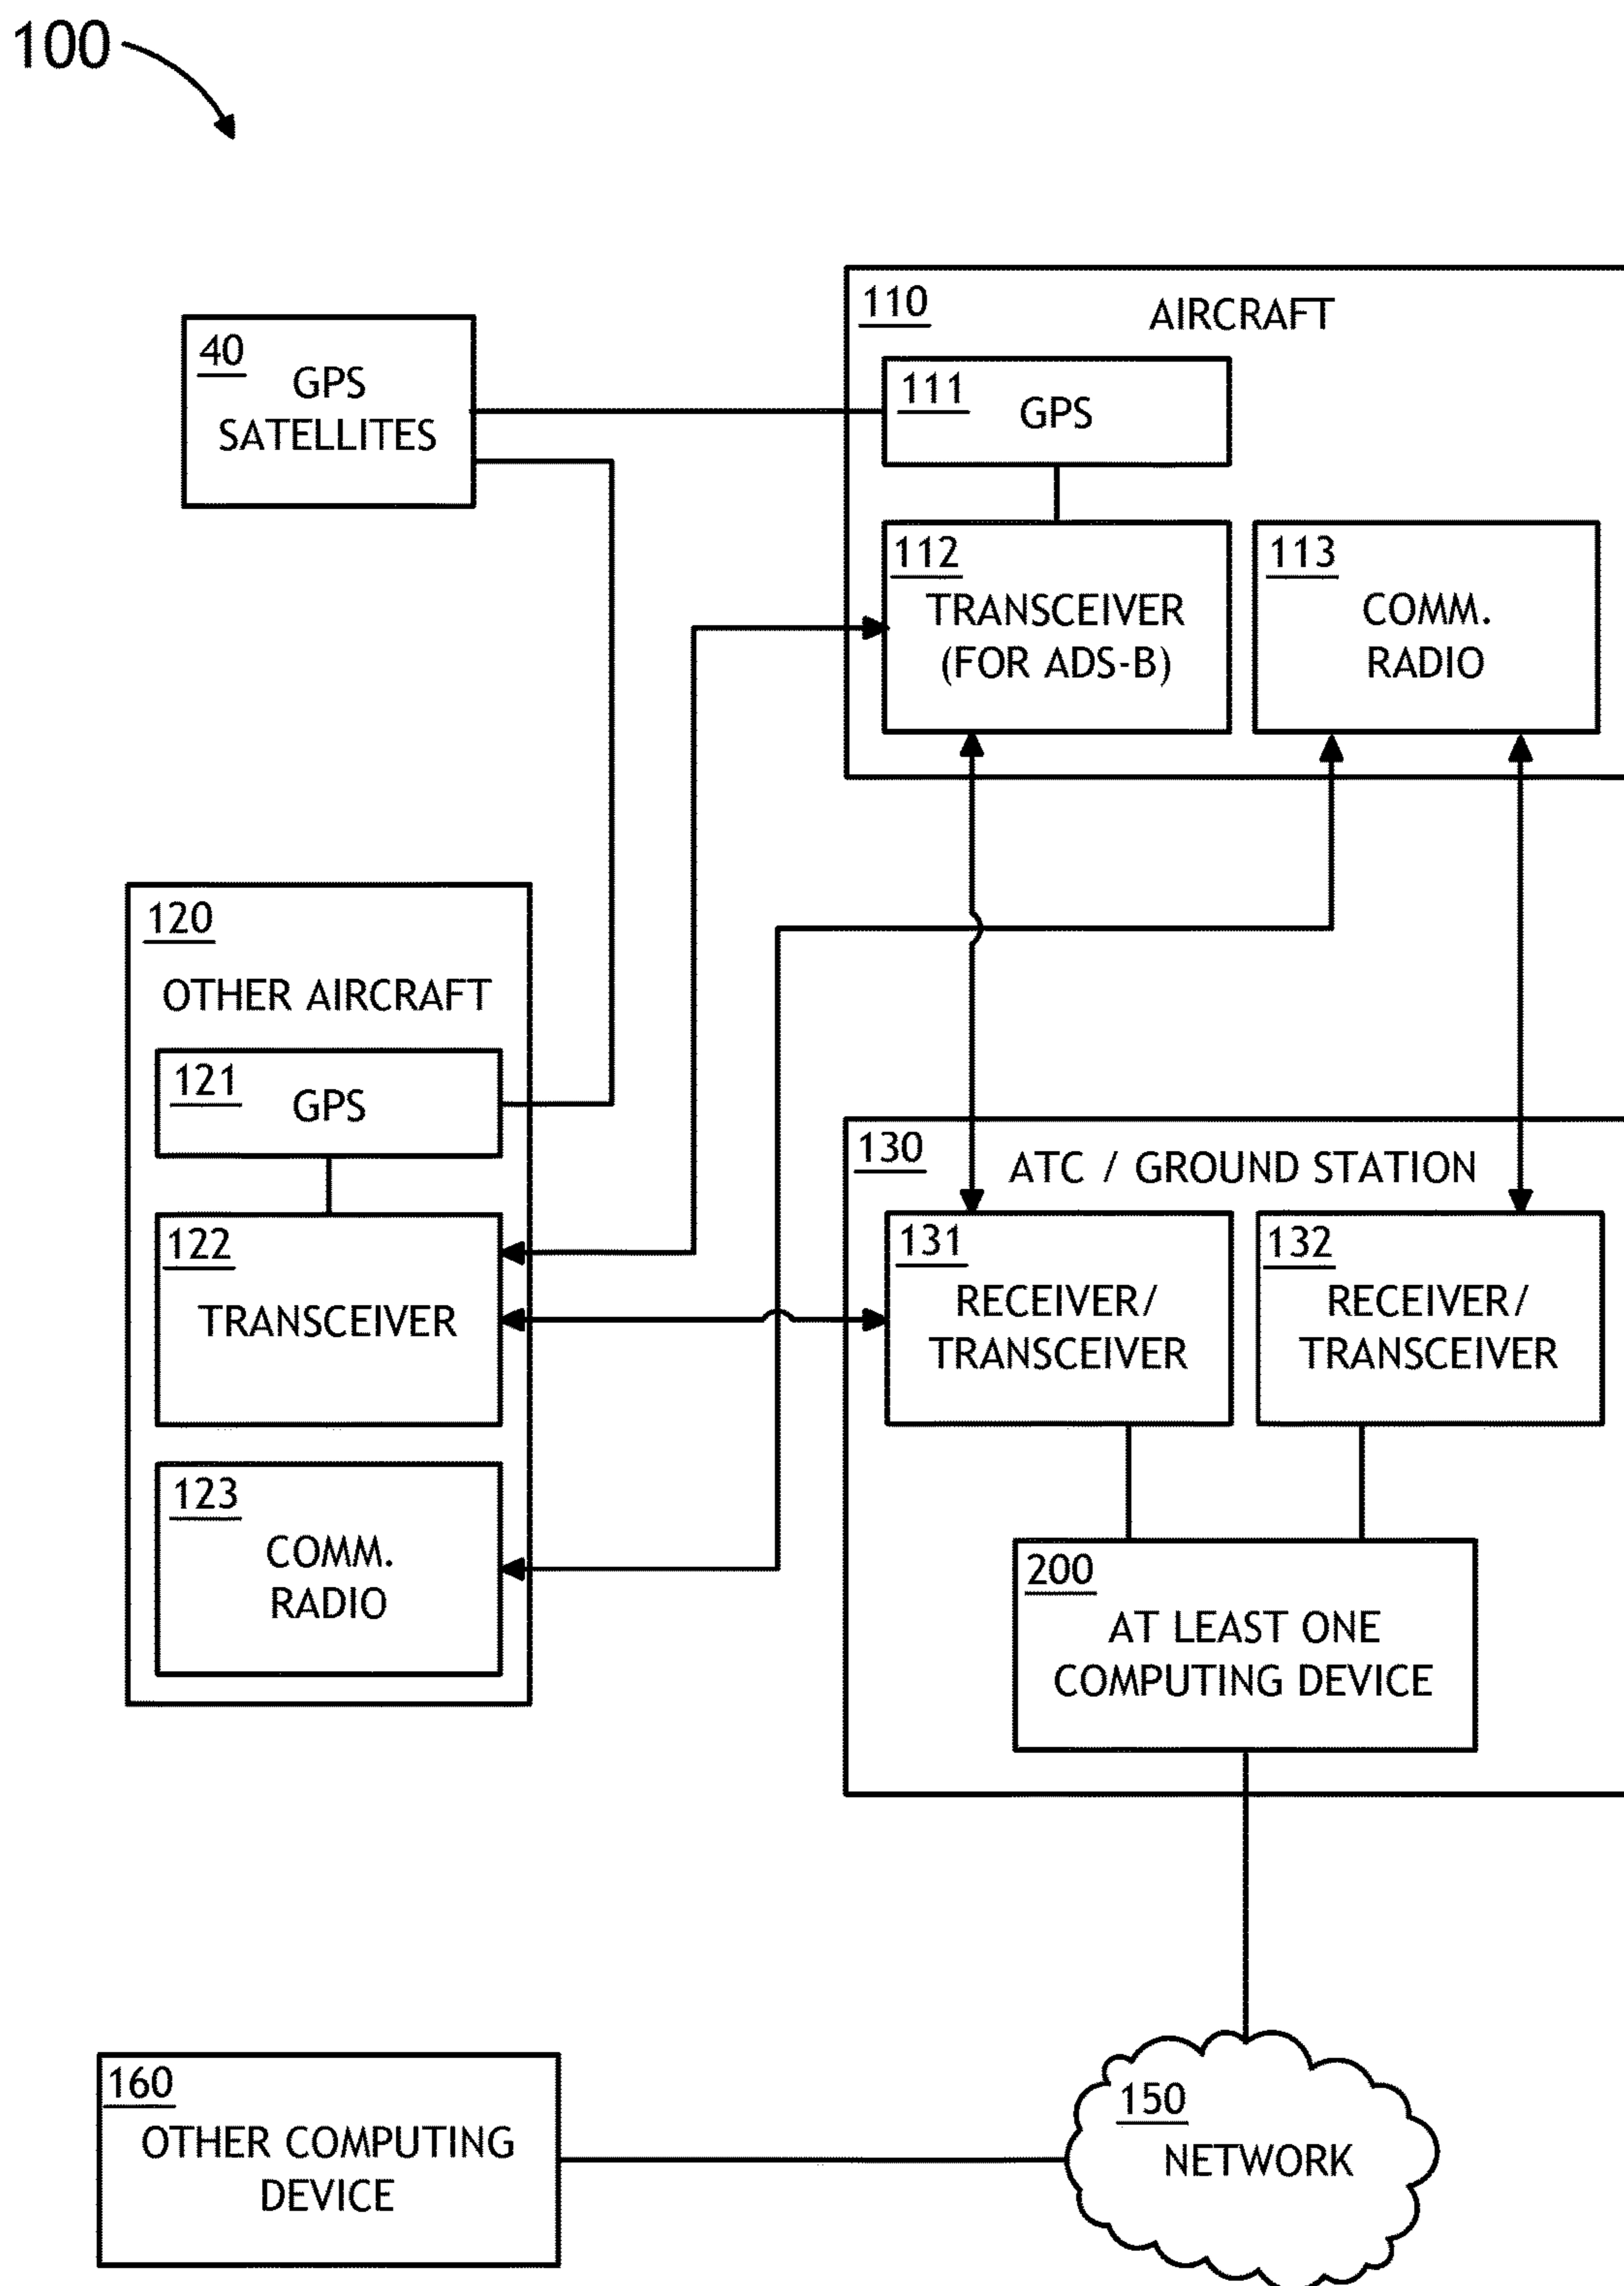 100
110
AIRCRAFT
40
GPS
SATELLITES
111
GPS
112
TRANSCEIVER
(FOR ADS-B)
113
COMM.
RADIO
120
OTHER AIRCRAFT
121
GPS
122
TRANSCEIVER
123
COMM.
RADIO
130
ATC / GROUND STATION
131
RECEIVER/
TRANSCEIVER
132
RECEIVER/
TRANSCEIVER
200
AT LEAST ONE
COMPUTING DEVICE
160
OTHER COMPUTING
DEVICE
150
NETWORK